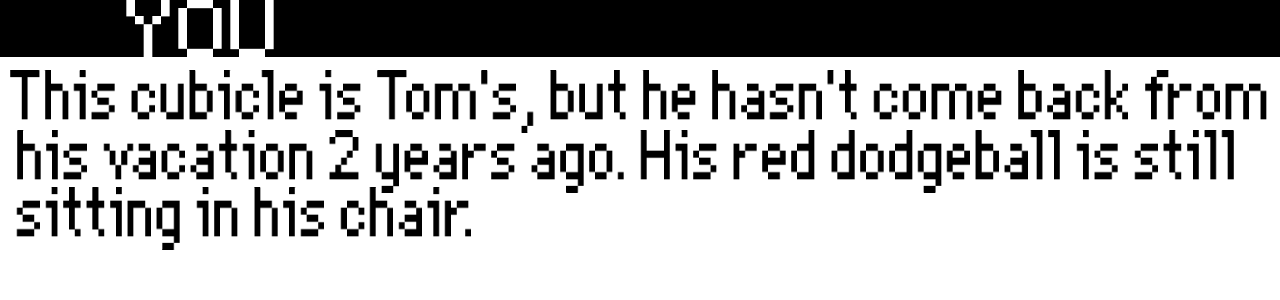 YOU
This cubicle is Tom's, but he hasn't come back from
his vacation 2 years ago. His red dodgeball is still
sitting in his chair.